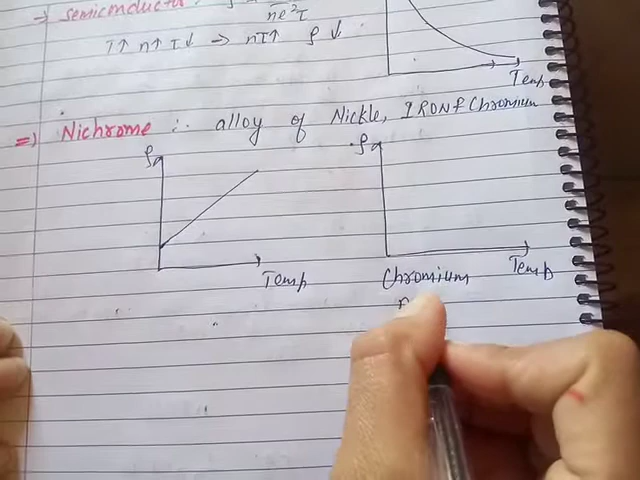 → semiconductor :
ne²τ
T↑ n↑ τ↓ → nτ↑ ρ ↓
Temp
⇒ Nichrome :- alloy of Nickle, IRON & Chromium
ρ
ρ
Temp
Temp
Chromium